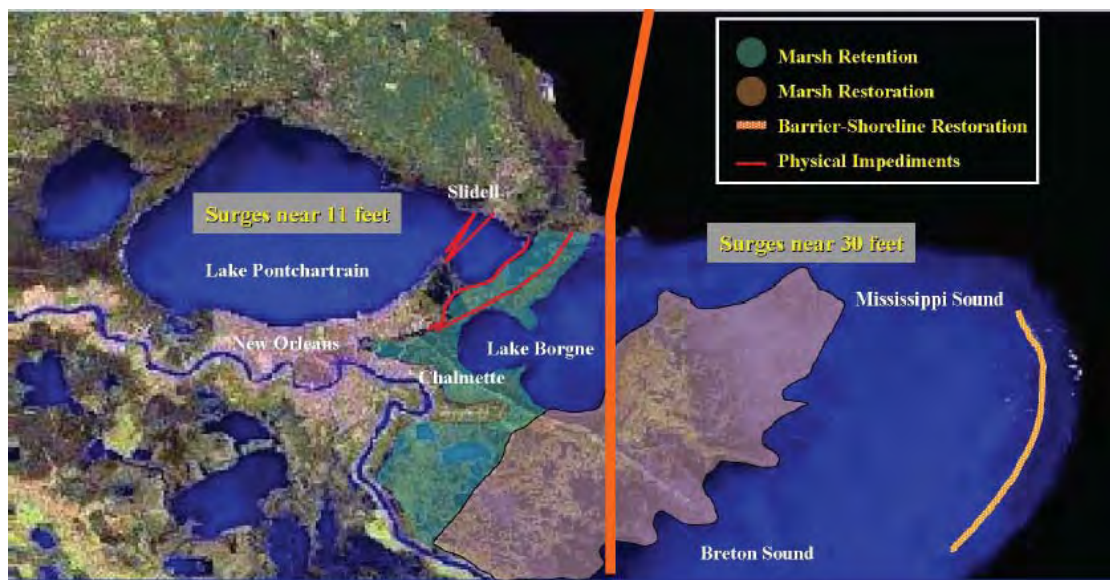 Marsh Retention
Marsh Restoration
Barrier-Shoreline Restoration
Physical Impediments
Slidell
Surges near 11 feet
Surges near 30 feet
Lake Pontchartrain
Mississippi Sound
New Orleans
Lake Borgne
Chalmette
Breton Sound